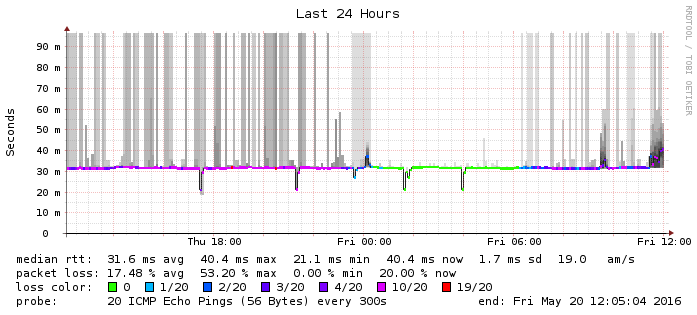 Last 24 Hours
RRDTOOL / TOBI OETIKER
Seconds
90 m
80 m
70 m
60 m
50 m
40 m
30 m
20 m
10 m
0
Thu 18:00 Fri 00:00 Fri 06:00 Fri 12:00
median rtt: 31.6 ms avg 40.4 ms max 21.1 ms min 40.4 ms now 1.7 ms sd 19.0 am/s
packet loss: 17.48 % avg 53.20 % max 0.00 % min 20.00 % now
loss color: 0 1/20 2/20 3/20 4/20 10/20 19/20
probe: 20 ICMP Echo Pings (56 Bytes) every 300s end: Fri May 20 12:05:04 2016